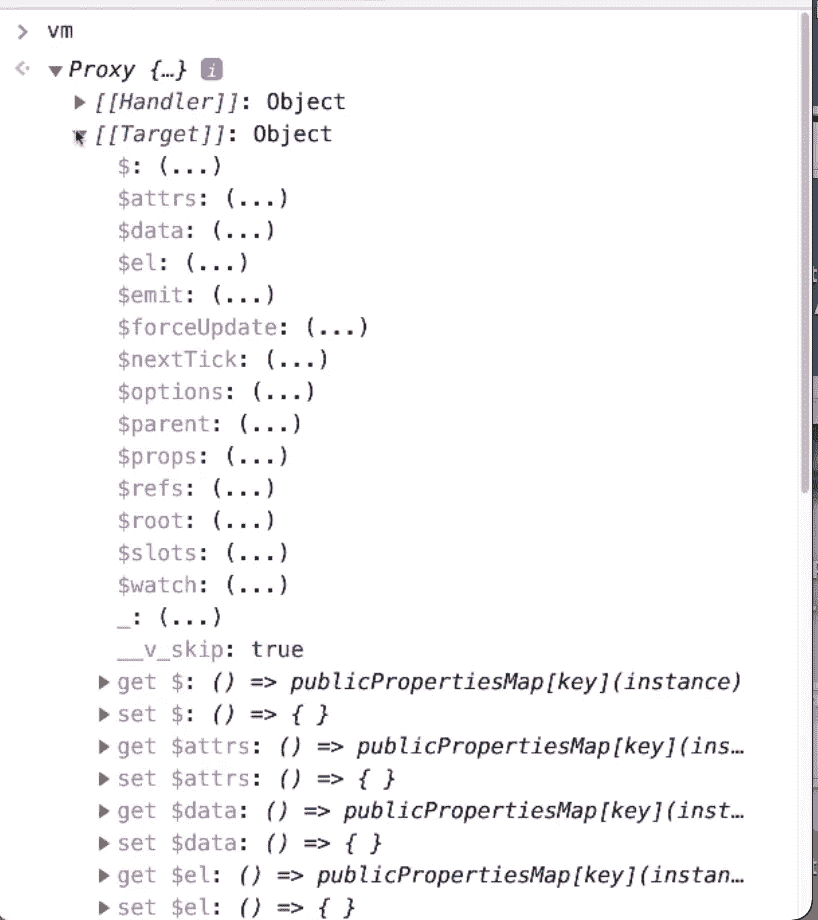 vm
Proxy {…} i
[[Handler]]: Object
[[Target]]: Object
$: (...)
$attrs: (...)
$data: (...)
$el: (...)
$emit: (...)
$forceUpdate: (...)
$nextTick: (...)
$options: (...)
$parent: (...)
$props: (...)
$refs: (...)
$root: (...)
$slots: (...)
$watch: (...)
_: (...)
__v_skip: true
get $: () => publicPropertiesMap[key](instance)
set $: () => { }
get $attrs: () => publicPropertiesMap[key](ins…
set $attrs: () => { }
get $data: () => publicPropertiesMap[key](inst…
set $data: () => { }
get $el: () => publicPropertiesMap[key](instan…
set $el: () => { }